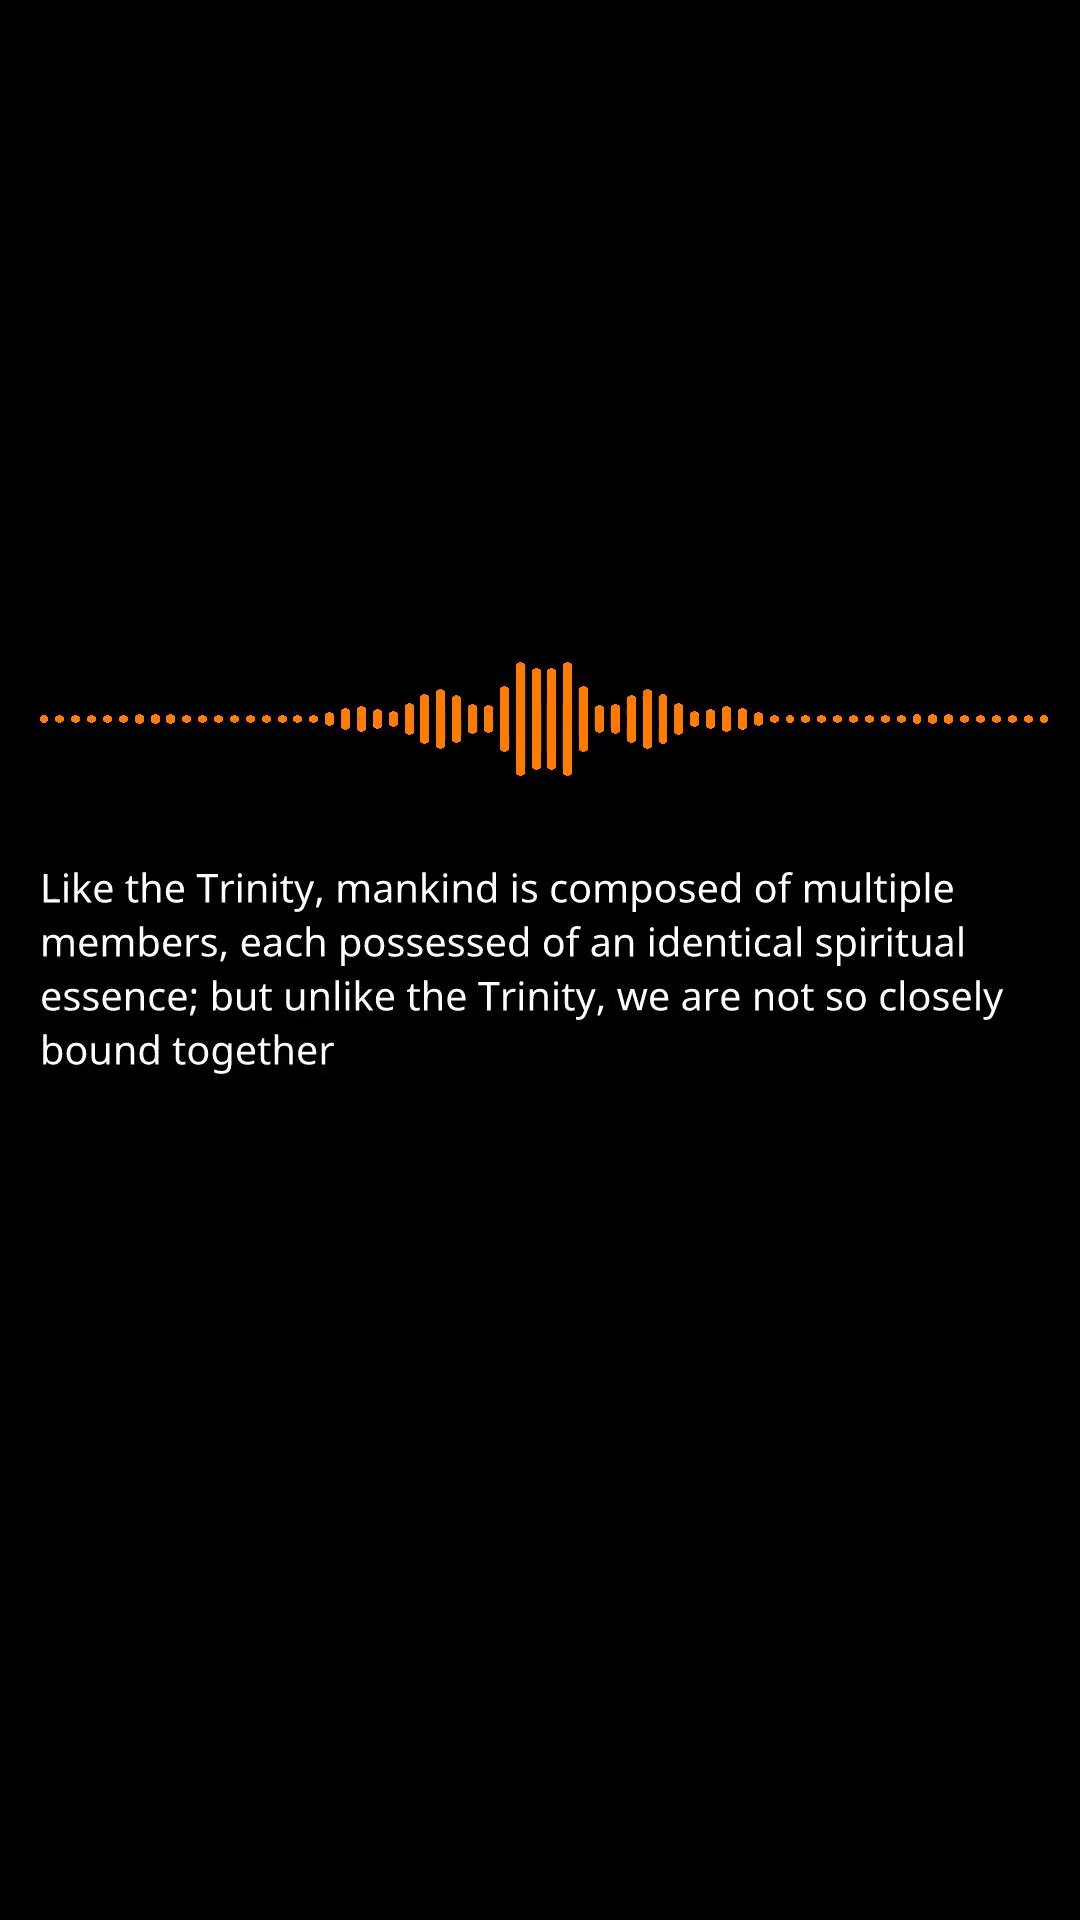 Like the Trinity, mankind is composed of multiple
members, each possessed of an identical spiritual
essence; but unlike the Trinity, we are not so closely
bound together